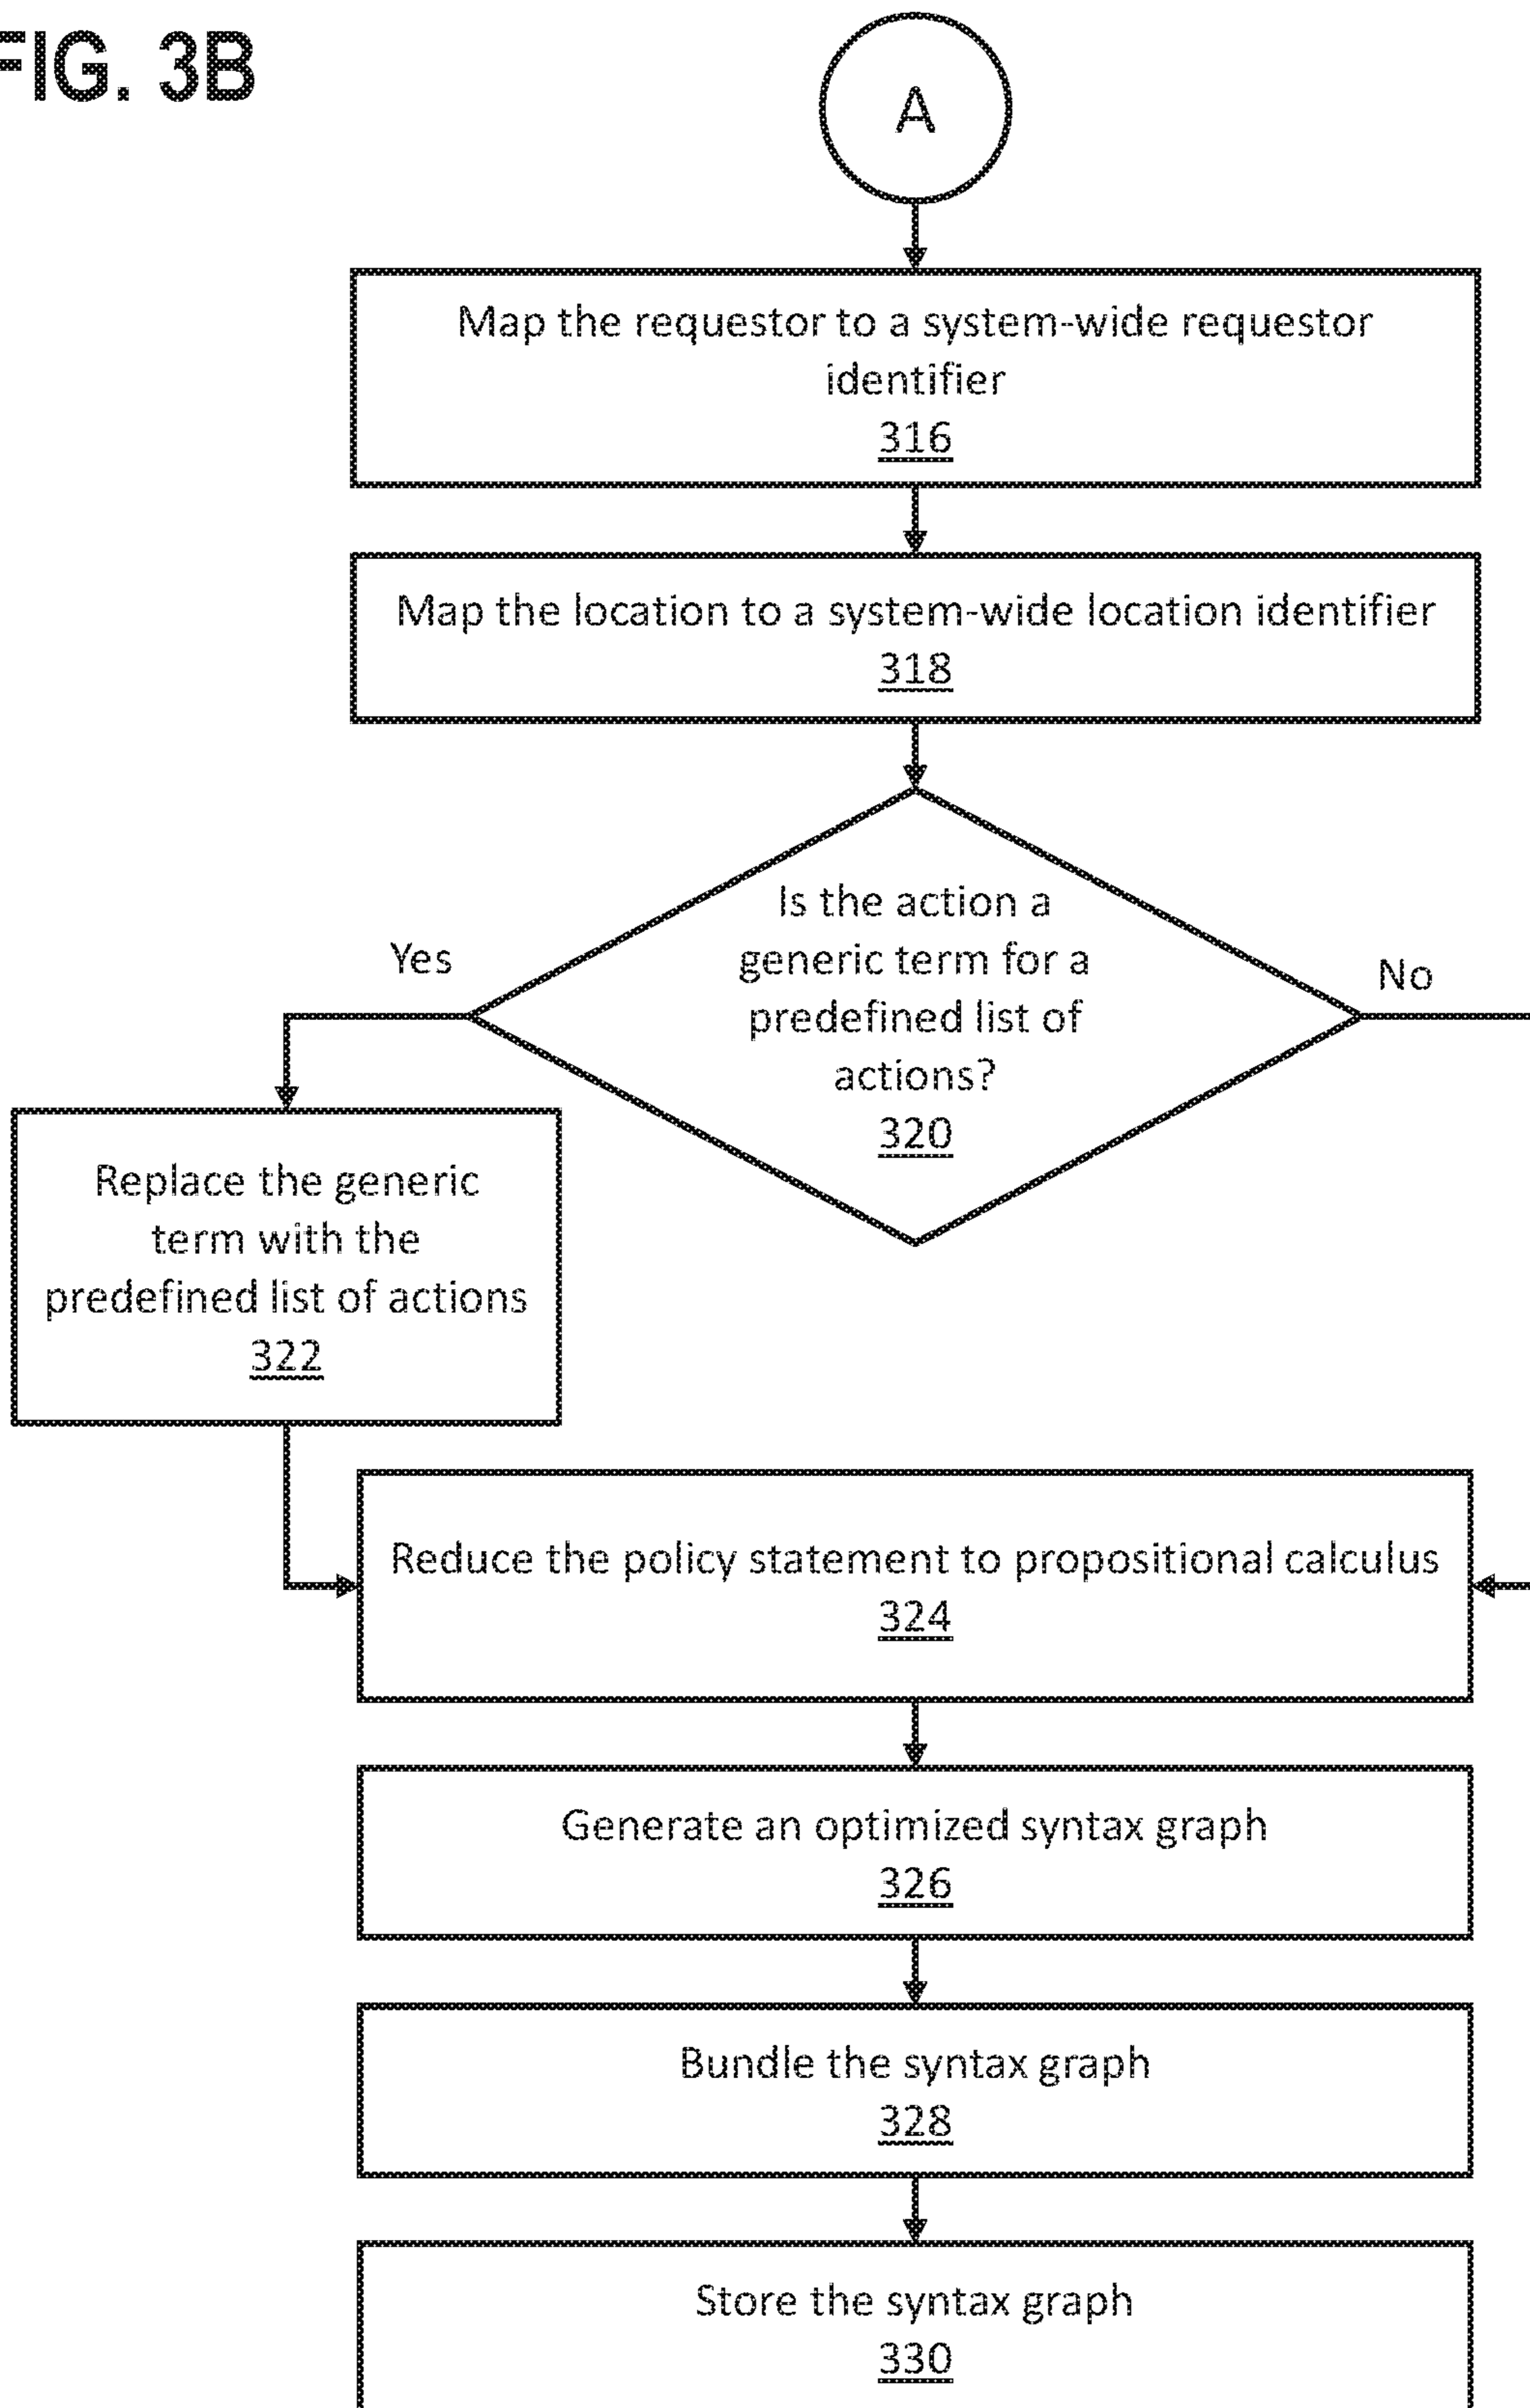 FIG. 3B
A
Map the requestor to a system-wide requestor
identifier
316
Map the location to a system-wide location identifier
318
Is the action a
generic term for a
predefined list of
actions?
320
Yes
No
Replace the generic
term with the
predefined list of actions
322
Reduce the policy statement to propositional calculus
324
Generate an optimized syntax graph
326
Bundle the syntax graph
328
Store the syntax graph
330